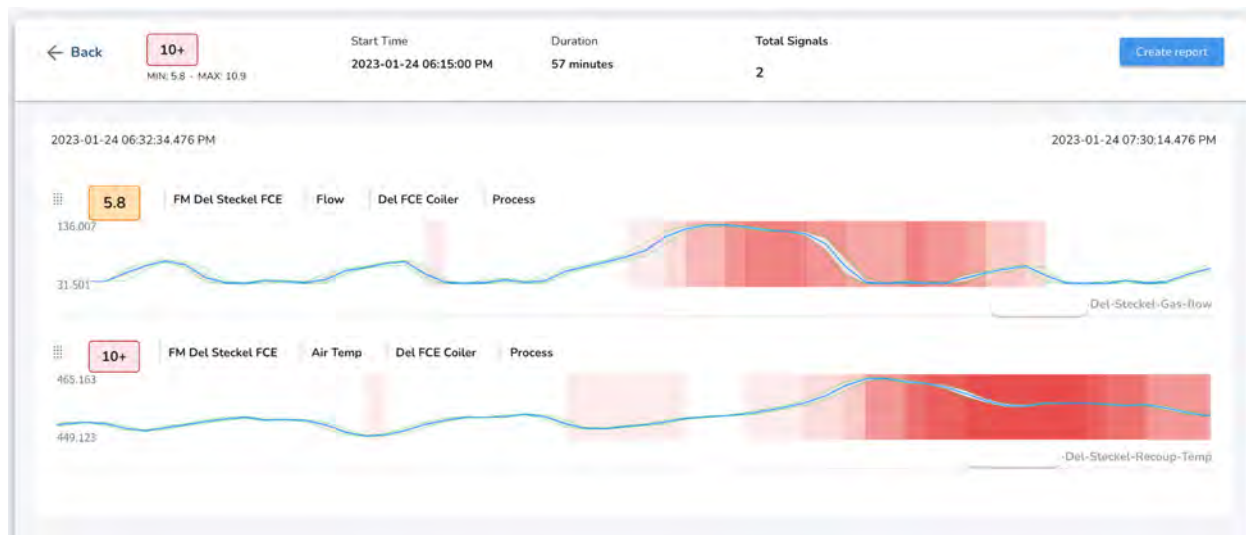 ← Back
10+
MIN: 5.8 - MAX: 10.9
Start Time
2023-01-24 06:15:00 PM
Duration
57 minutes
Total Signals
2
Create report
2023-01-24 06:32:34.476 PM
2023-01-24 07:30:14.476 PM
5.8
FM Del Steckel FCE
Flow
Del FCE Coiler
Process
136.007
31.501
-Del-Steckel-Gas-flow
10+
FM Del Steckel FCE
Air Temp
Del FCE Coiler
Process
465.163
449.123
-Del-Steckel-Recoup-Temp